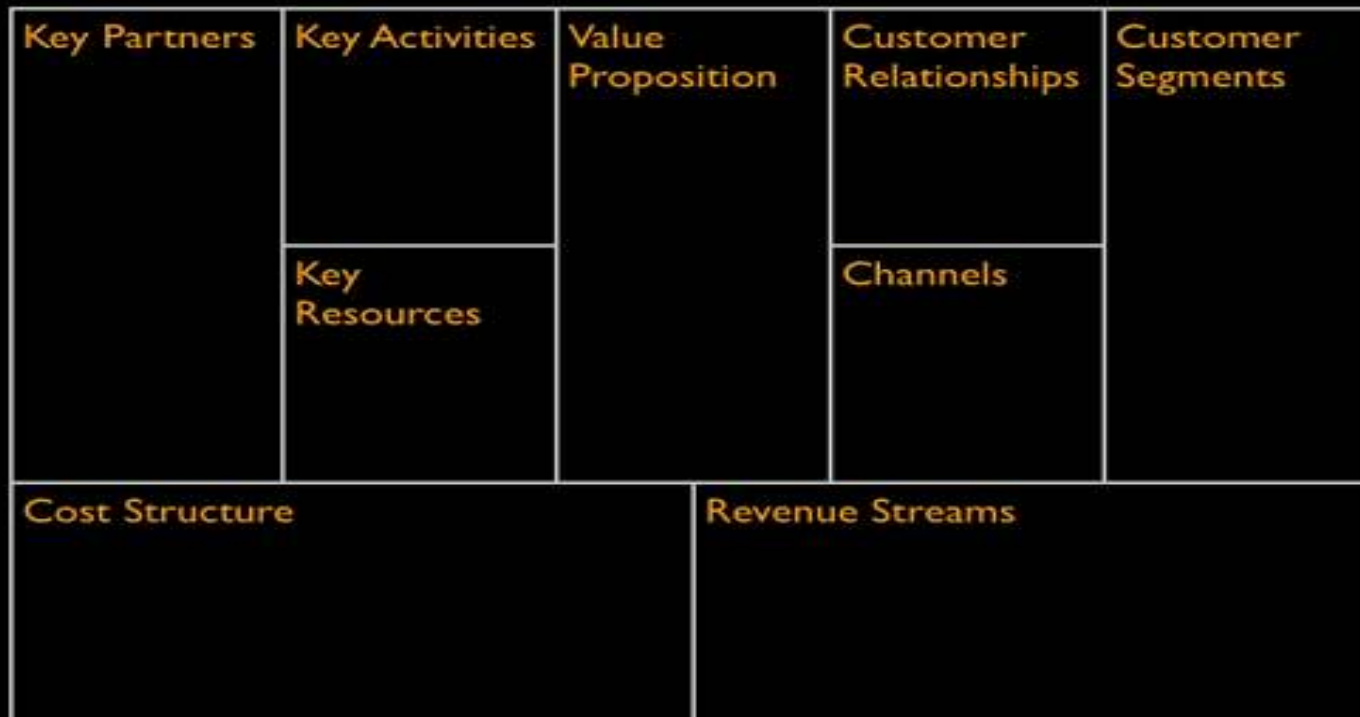 Key Partners
Key Activities
Value
Proposition
Customer
Relationships
Customer
Segments
Key
Resources
Channels
Cost Structure
Revenue Streams